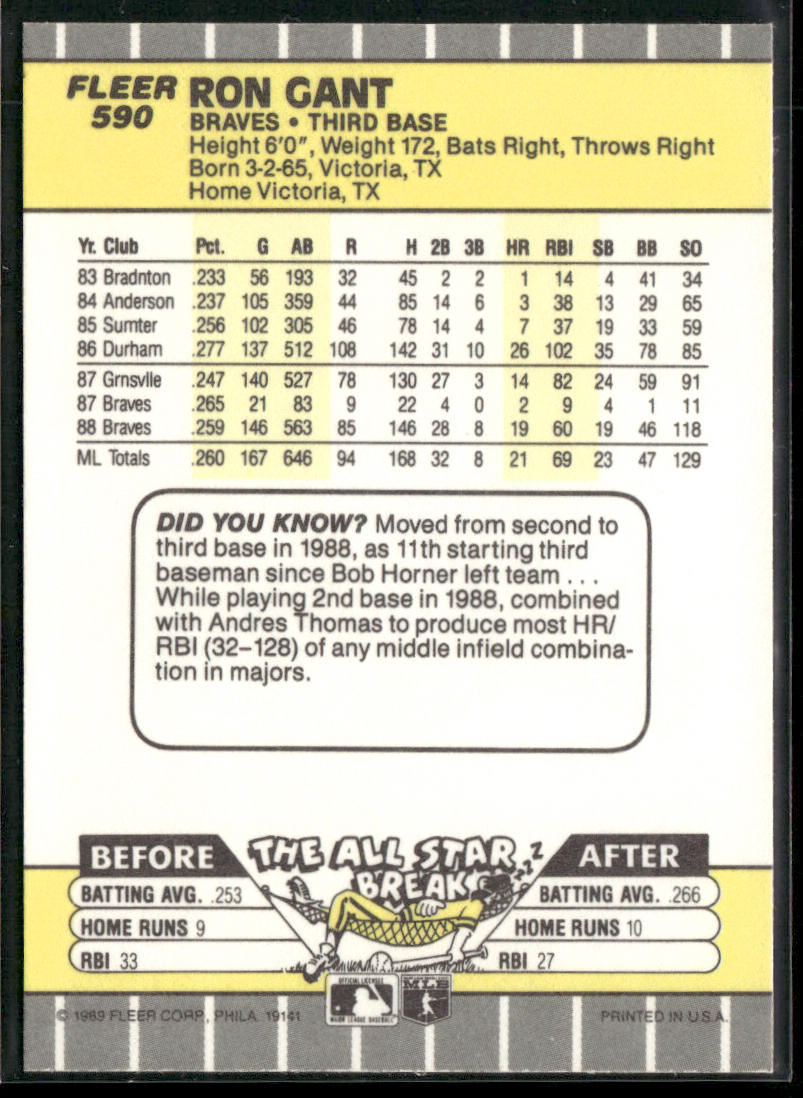 FLEER
590
RON GANT
BRAVES • THIRD BASE
Height 6'0", Weight 172, Bats Right, Throws Right
Born 3-2-65, Victoria, TX
Home Victoria, TX
Yr. Club Pct. G AB R H 2B 3B HR RBI SB BB SO
83 Bradnton .233 56 193 32 45 2 2 1 14 4 41 34
84 Anderson .237 105 359 44 85 14 6 3 38 13 29 65
85 Sumter .256 102 305 46 78 14 4 7 37 19 33 59
86 Durham .277 137 512 108 142 31 10 26 102 35 78 85
87 Grnsvlle .247 140 527 78 130 27 3 14 82 24 59 91
87 Braves .265 21 83 9 22 4 0 2 9 4 1 11
88 Braves .259 146 563 85 146 28 8 19 60 19 46 118
ML Totals .260 167 646 94 168 32 8 21 69 23 47 129
DID YOU KNOW? Moved from second to
third base in 1988, as 11th starting third
baseman since Bob Horner left team . . .
While playing 2nd base in 1988, combined
with Andres Thomas to produce most HR/
RBI (32–128) of any middle infield combina-
tion in majors.
THE ALL STAR
BREAK
zzzz
BEFORE
BATTING AVG. .253
HOME RUNS 9
RBI 33
AFTER
BATTING AVG. .266
HOME RUNS 10
RBI 27
OFFICIAL LICENSEE
MAJOR LEAGUE BASEBALL
MLB
© 1989 FLEER CORP., PHILA. 19141
PRINTED IN U.S.A.